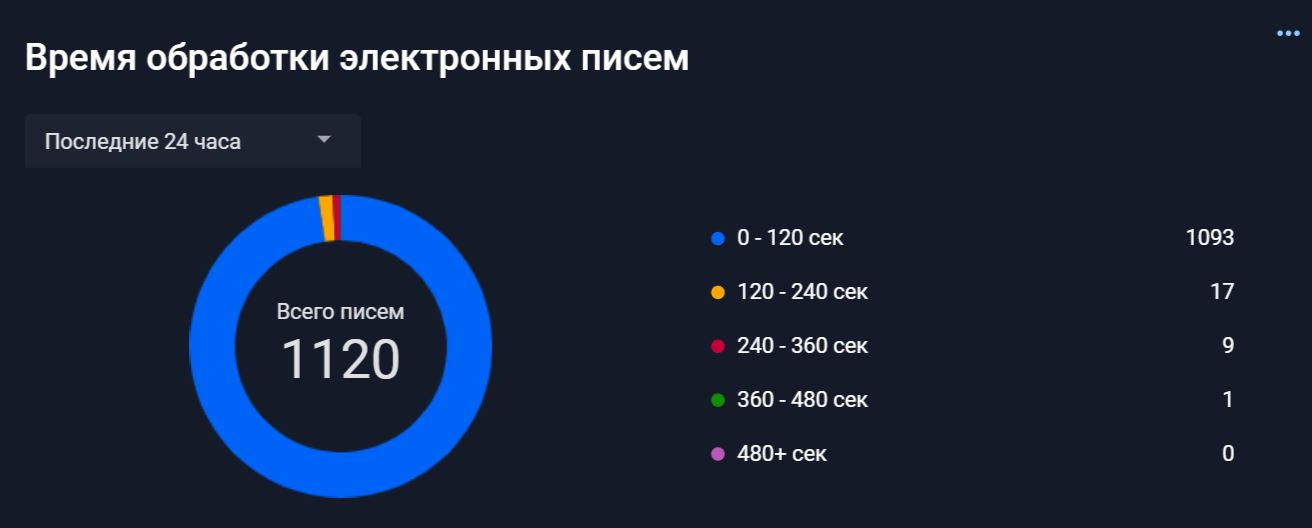 Время обработки электронных писем
Последние 24 часа
Всего писем
1120
0 - 120 сек 1093
120 - 240 сек 17
240 - 360 сек 9
360 - 480 сек 1
480+ сек 0